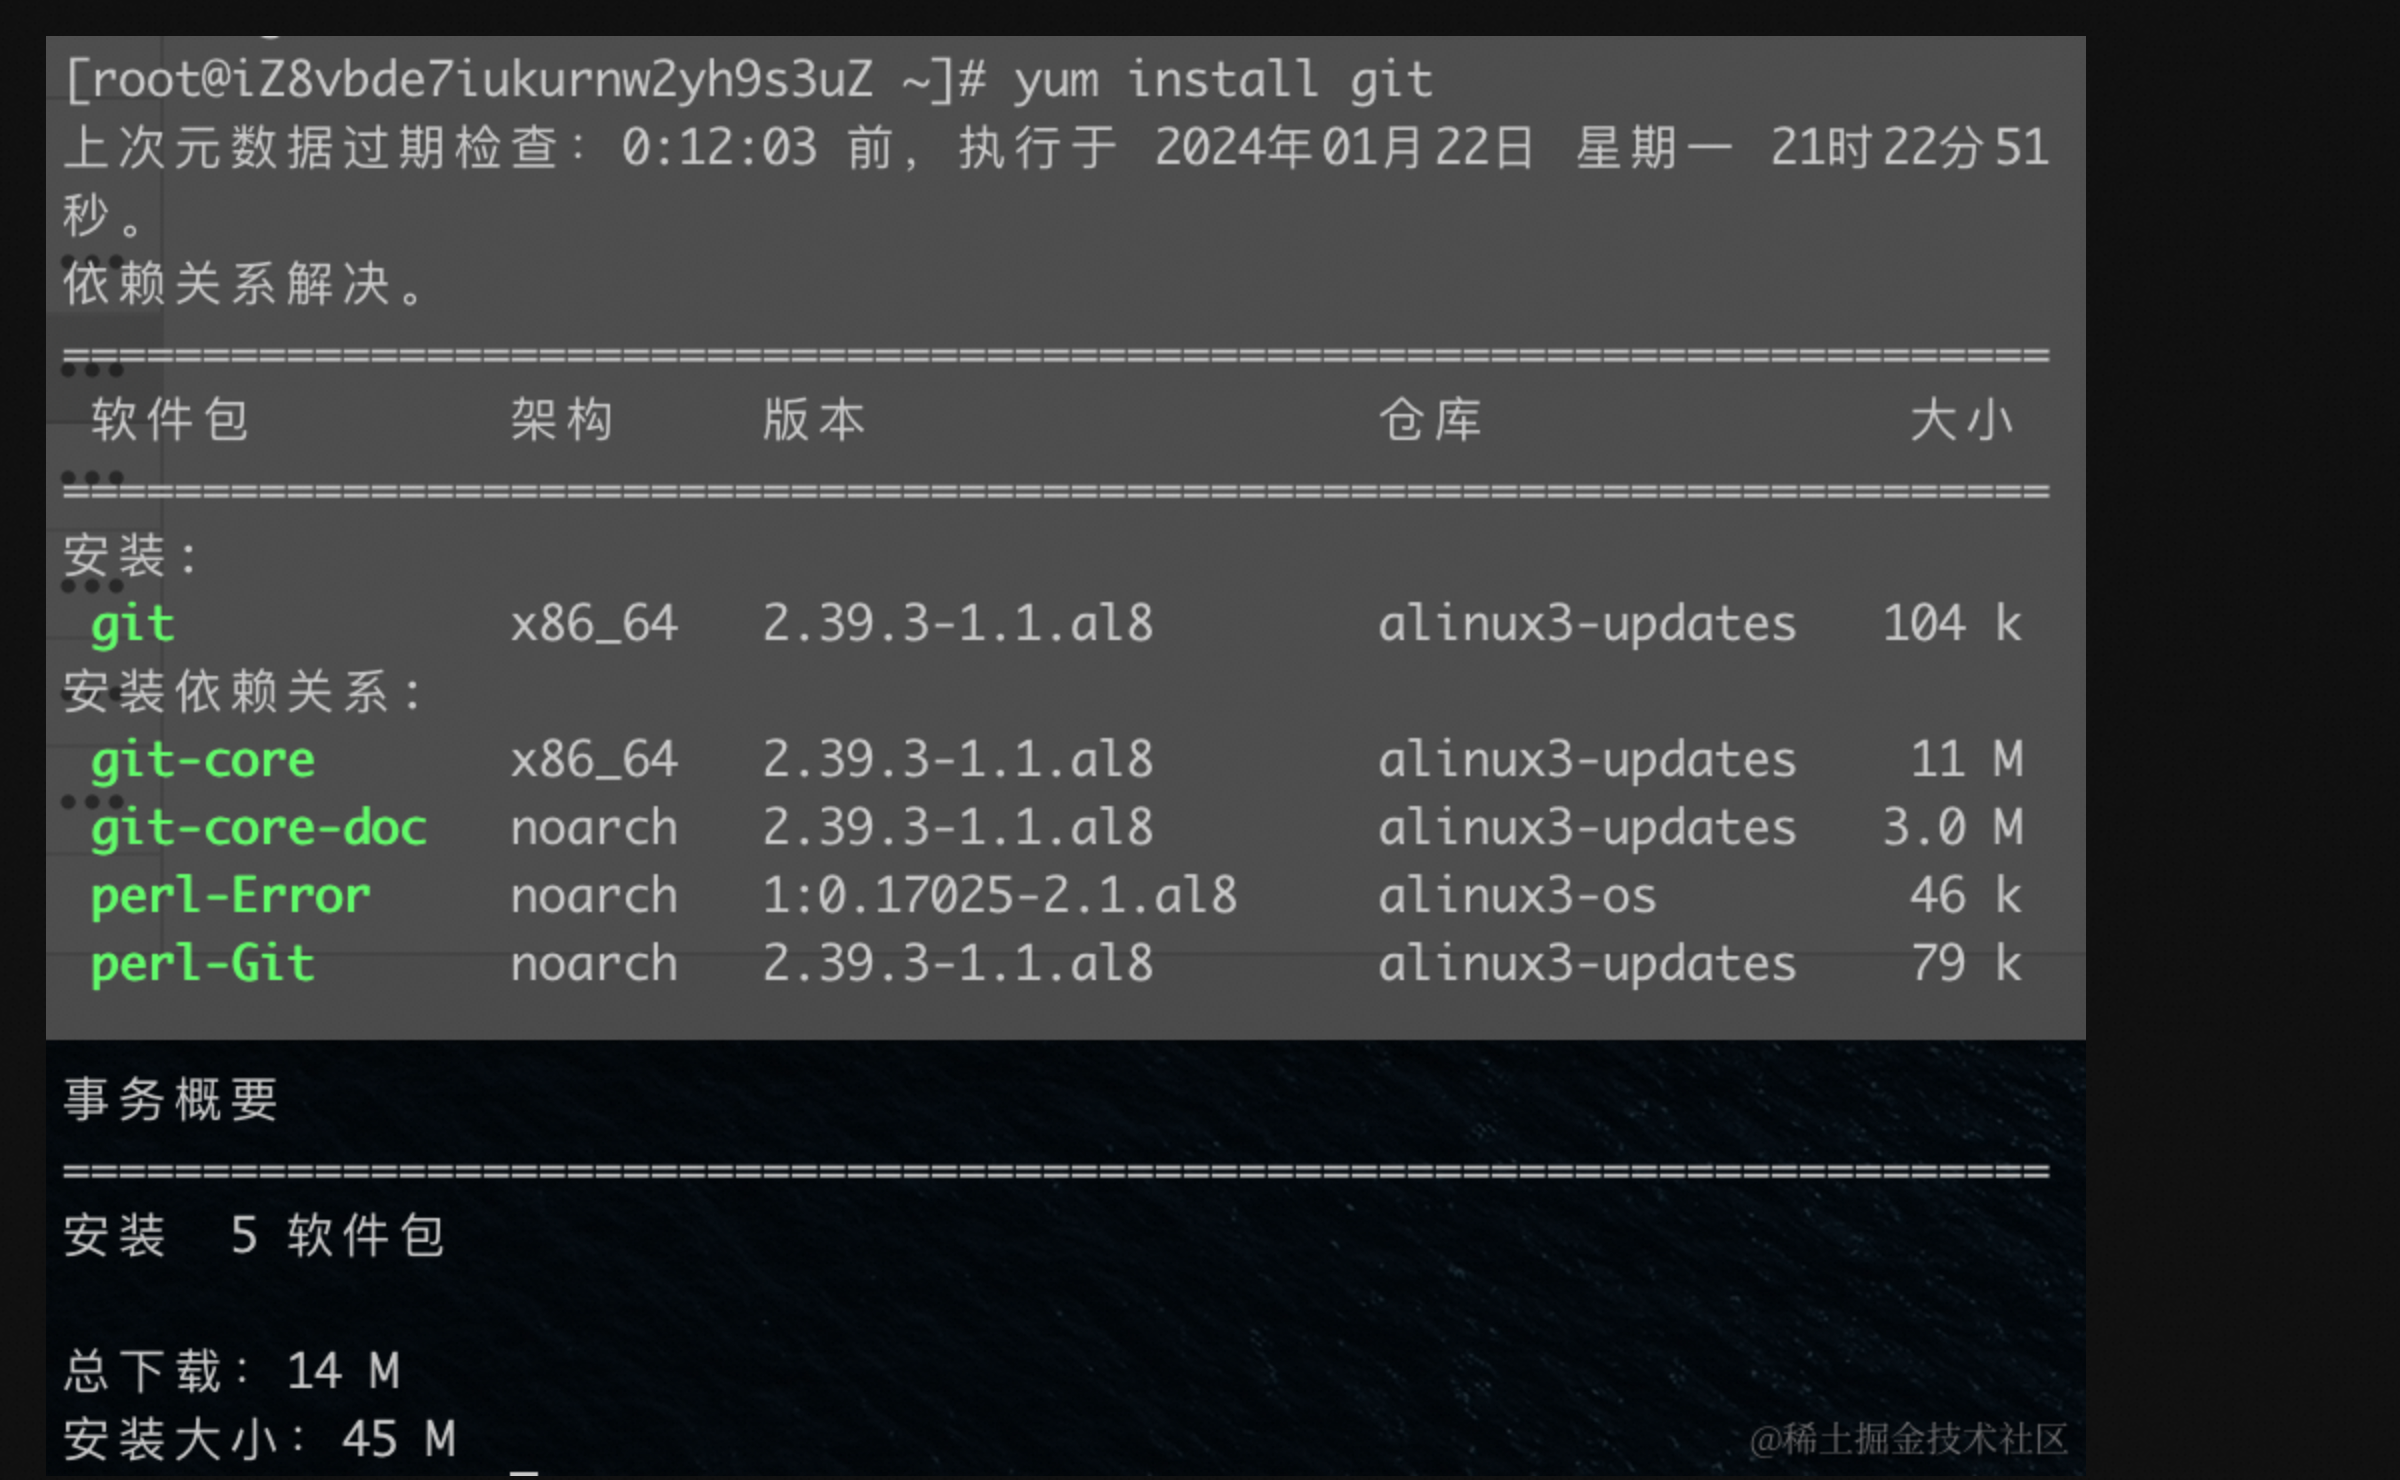 [root@iZ8vbde7iukurnw2yh9s3uZ ~]# yum install git
上次元数据过期检查：0:12:03 前，执行于 2024年01月22日 星期一 21时22分51
秒。
依赖关系解决。
=======================================================================
软件包 架构 版本 仓库 大小
=======================================================================
安装：
git x86_64 2.39.3-1.1.al8 alinux3-updates 104 k
安装依赖关系：
git-core x86_64 2.39.3-1.1.al8 alinux3-updates 11 M
git-core-doc noarch 2.39.3-1.1.al8 alinux3-updates 3.0 M
perl-Error noarch 1:0.17025-2.1.al8 alinux3-os 46 k
perl-Git noarch 2.39.3-1.1.al8 alinux3-updates 79 k
事务概要
=======================================================================
安装 5 软件包
总下载：14 M
安装大小：45 M
@稀土掘金技术社区